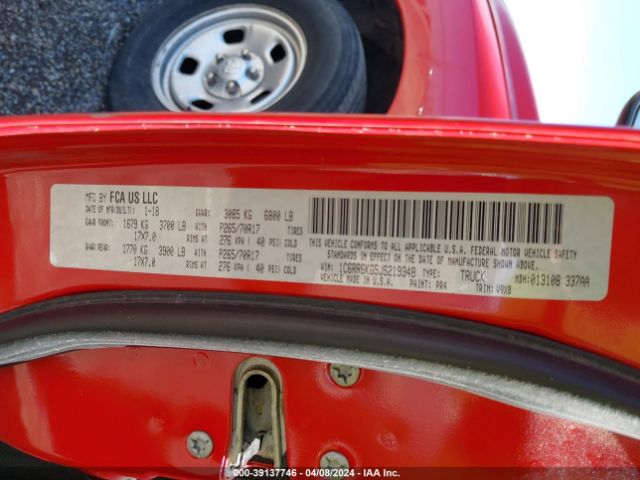 MFD BY FCA US LLC
DATE OF MFR(BUILT): 1-18 GVWR: 3085 KG 6800 LB
GAWR FRONT: 1679 KG 3700 LB WITH P265/70R17 TIRES
17X7.0 RIMS AT 276 KPA( 40 PSI) COLD
GAWR REAR: 1770 KG 3900 LB WITH P265/70R17 TIRES
17X7.0 RIMS AT 276 KPA( 40 PSI) COLD
THIS VEHICLE CONFORMS TO ALL APPLICABLE U.S.A. FEDERAL MOTOR VEHICLE SAFETY
STANDARDS IN EFFECT ON THE DATE OF MANUFACTURE SHOWN ABOVE.
VIN: 1C6RR6KG5JS219348 TYPE: TRUCK MDH: 013108 337AA
VEHICLE MADE IN U.S.A. PAINT: PR4 TRIM: V9X8
000-39137746 - 04/08/2024 - IAA Inc.